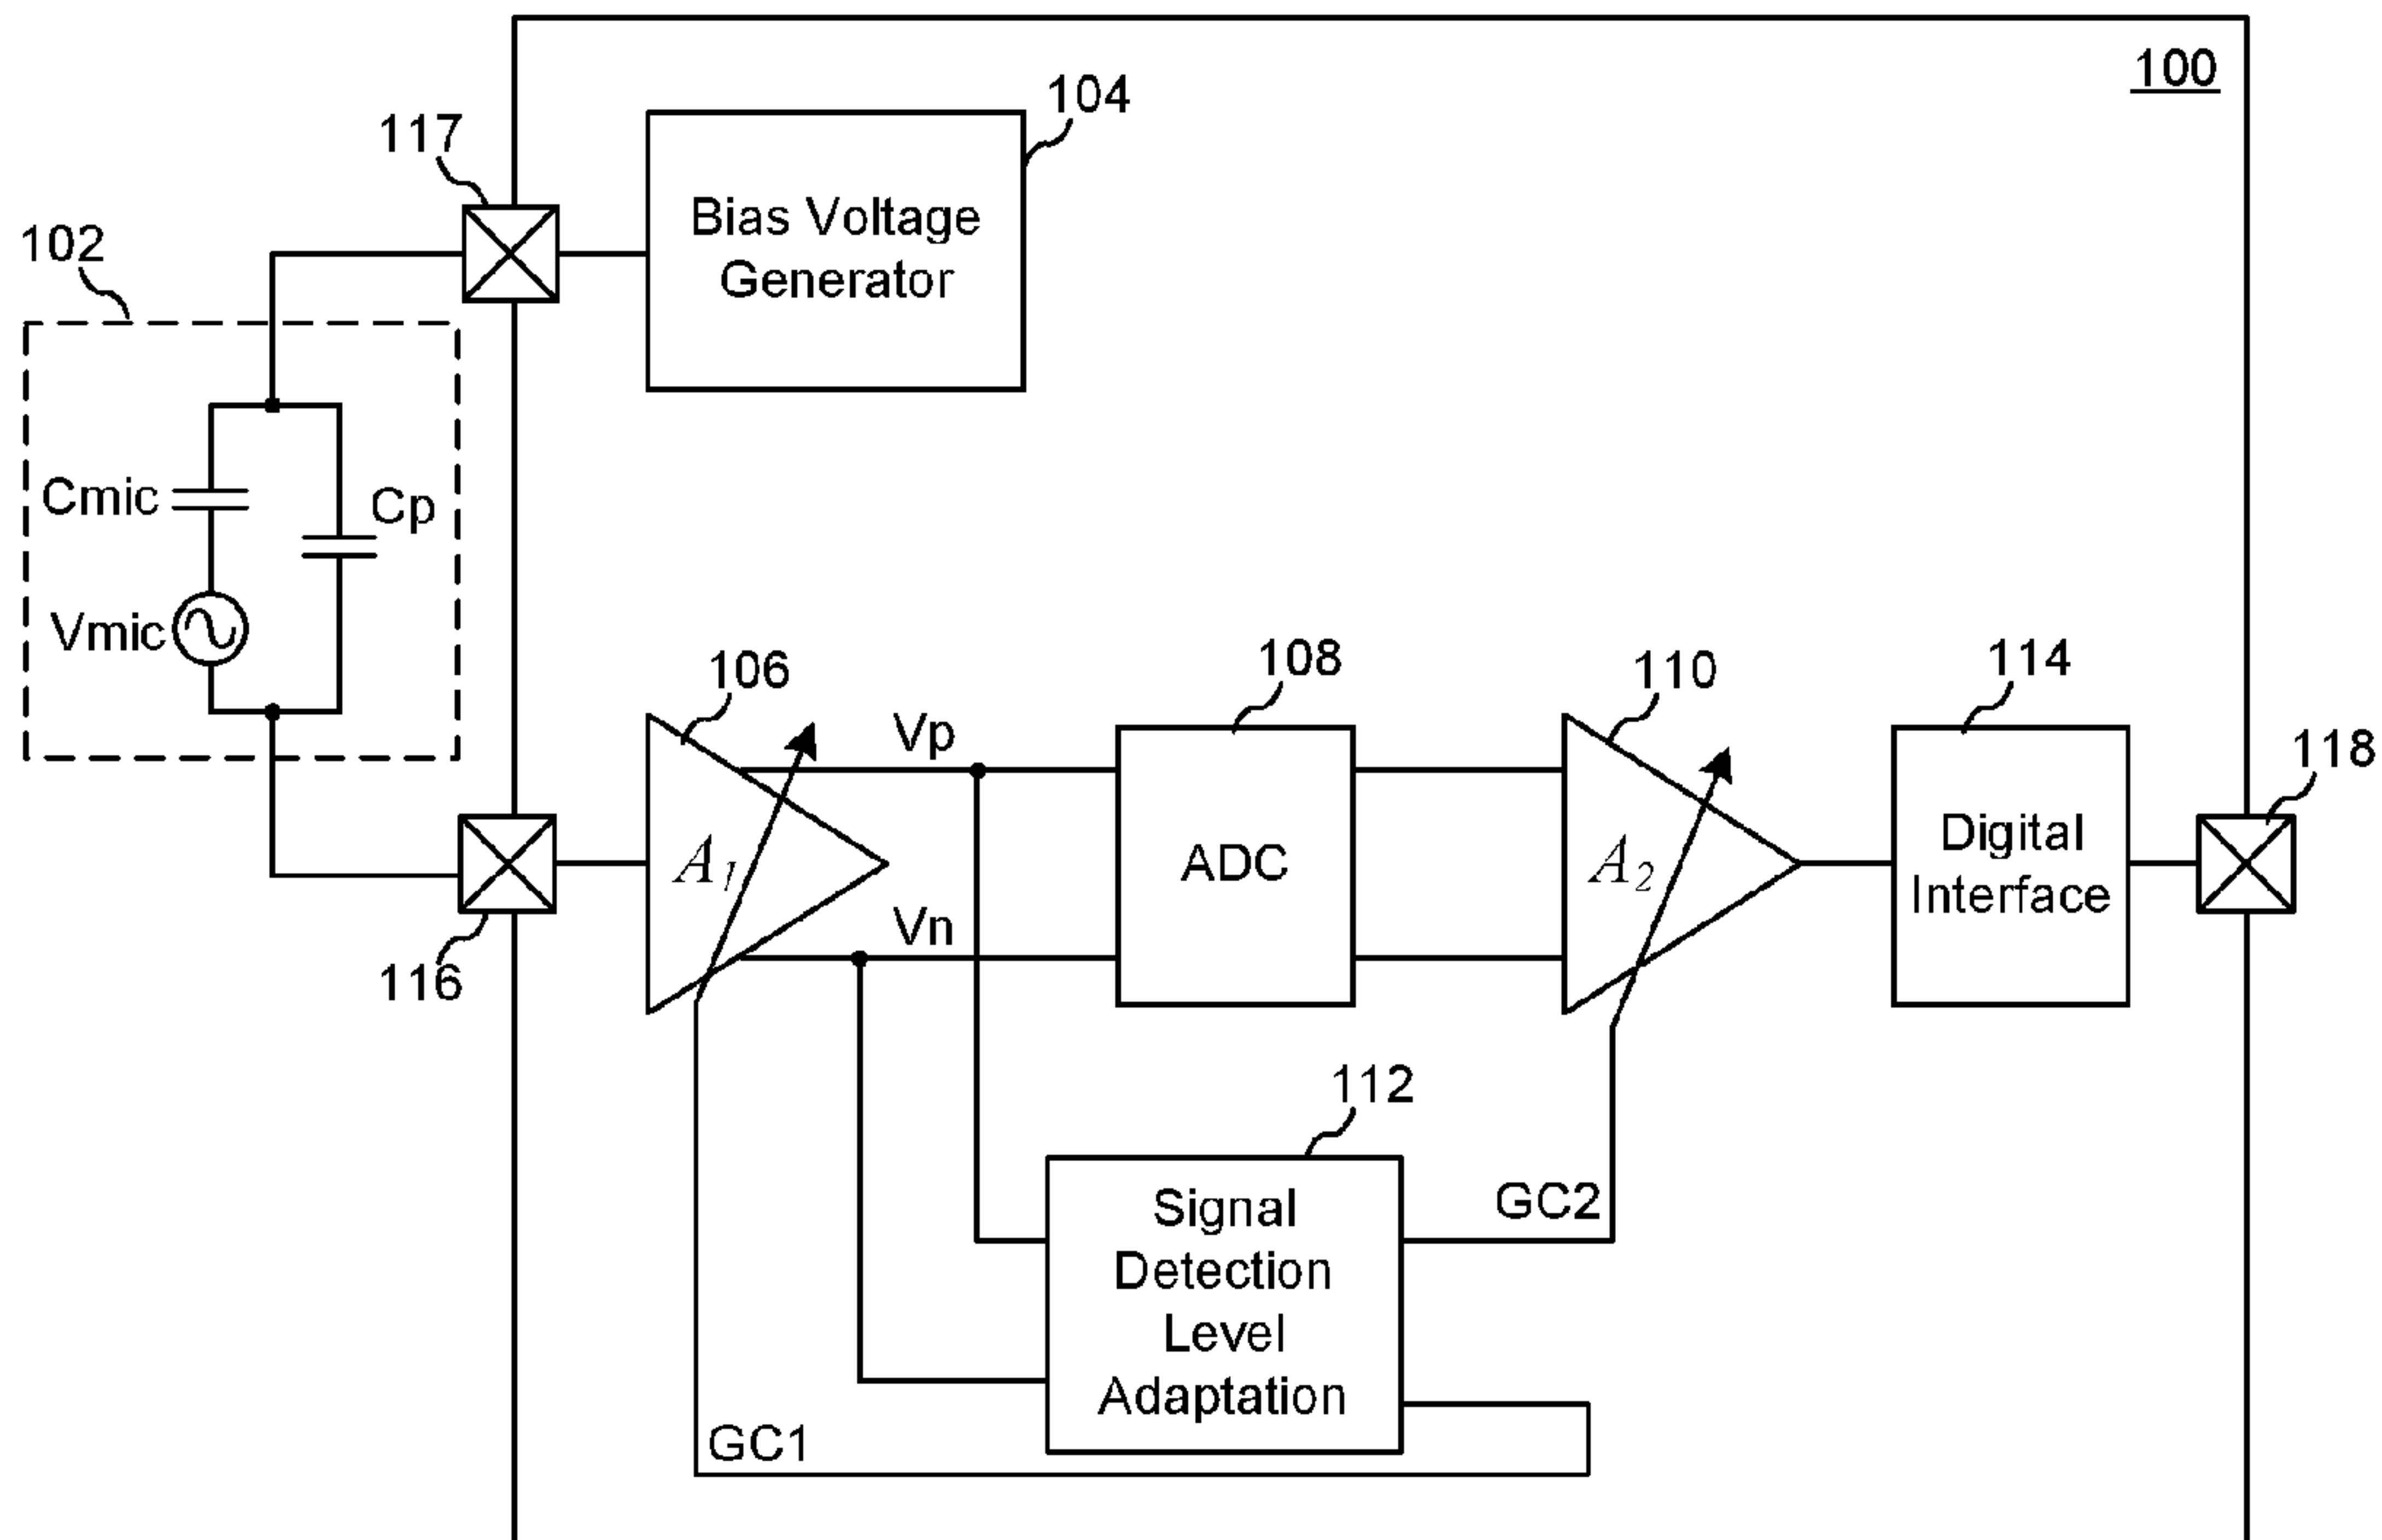 100
104
117
Bias Voltage
Generator
102
Cmic
Cp
Vmic
106
108
110
114
118
Vp
A1
ADC
A2
Digital
Interface
Vn
116
112
Signal
Detection
Level
Adaptation
GC2
GC1